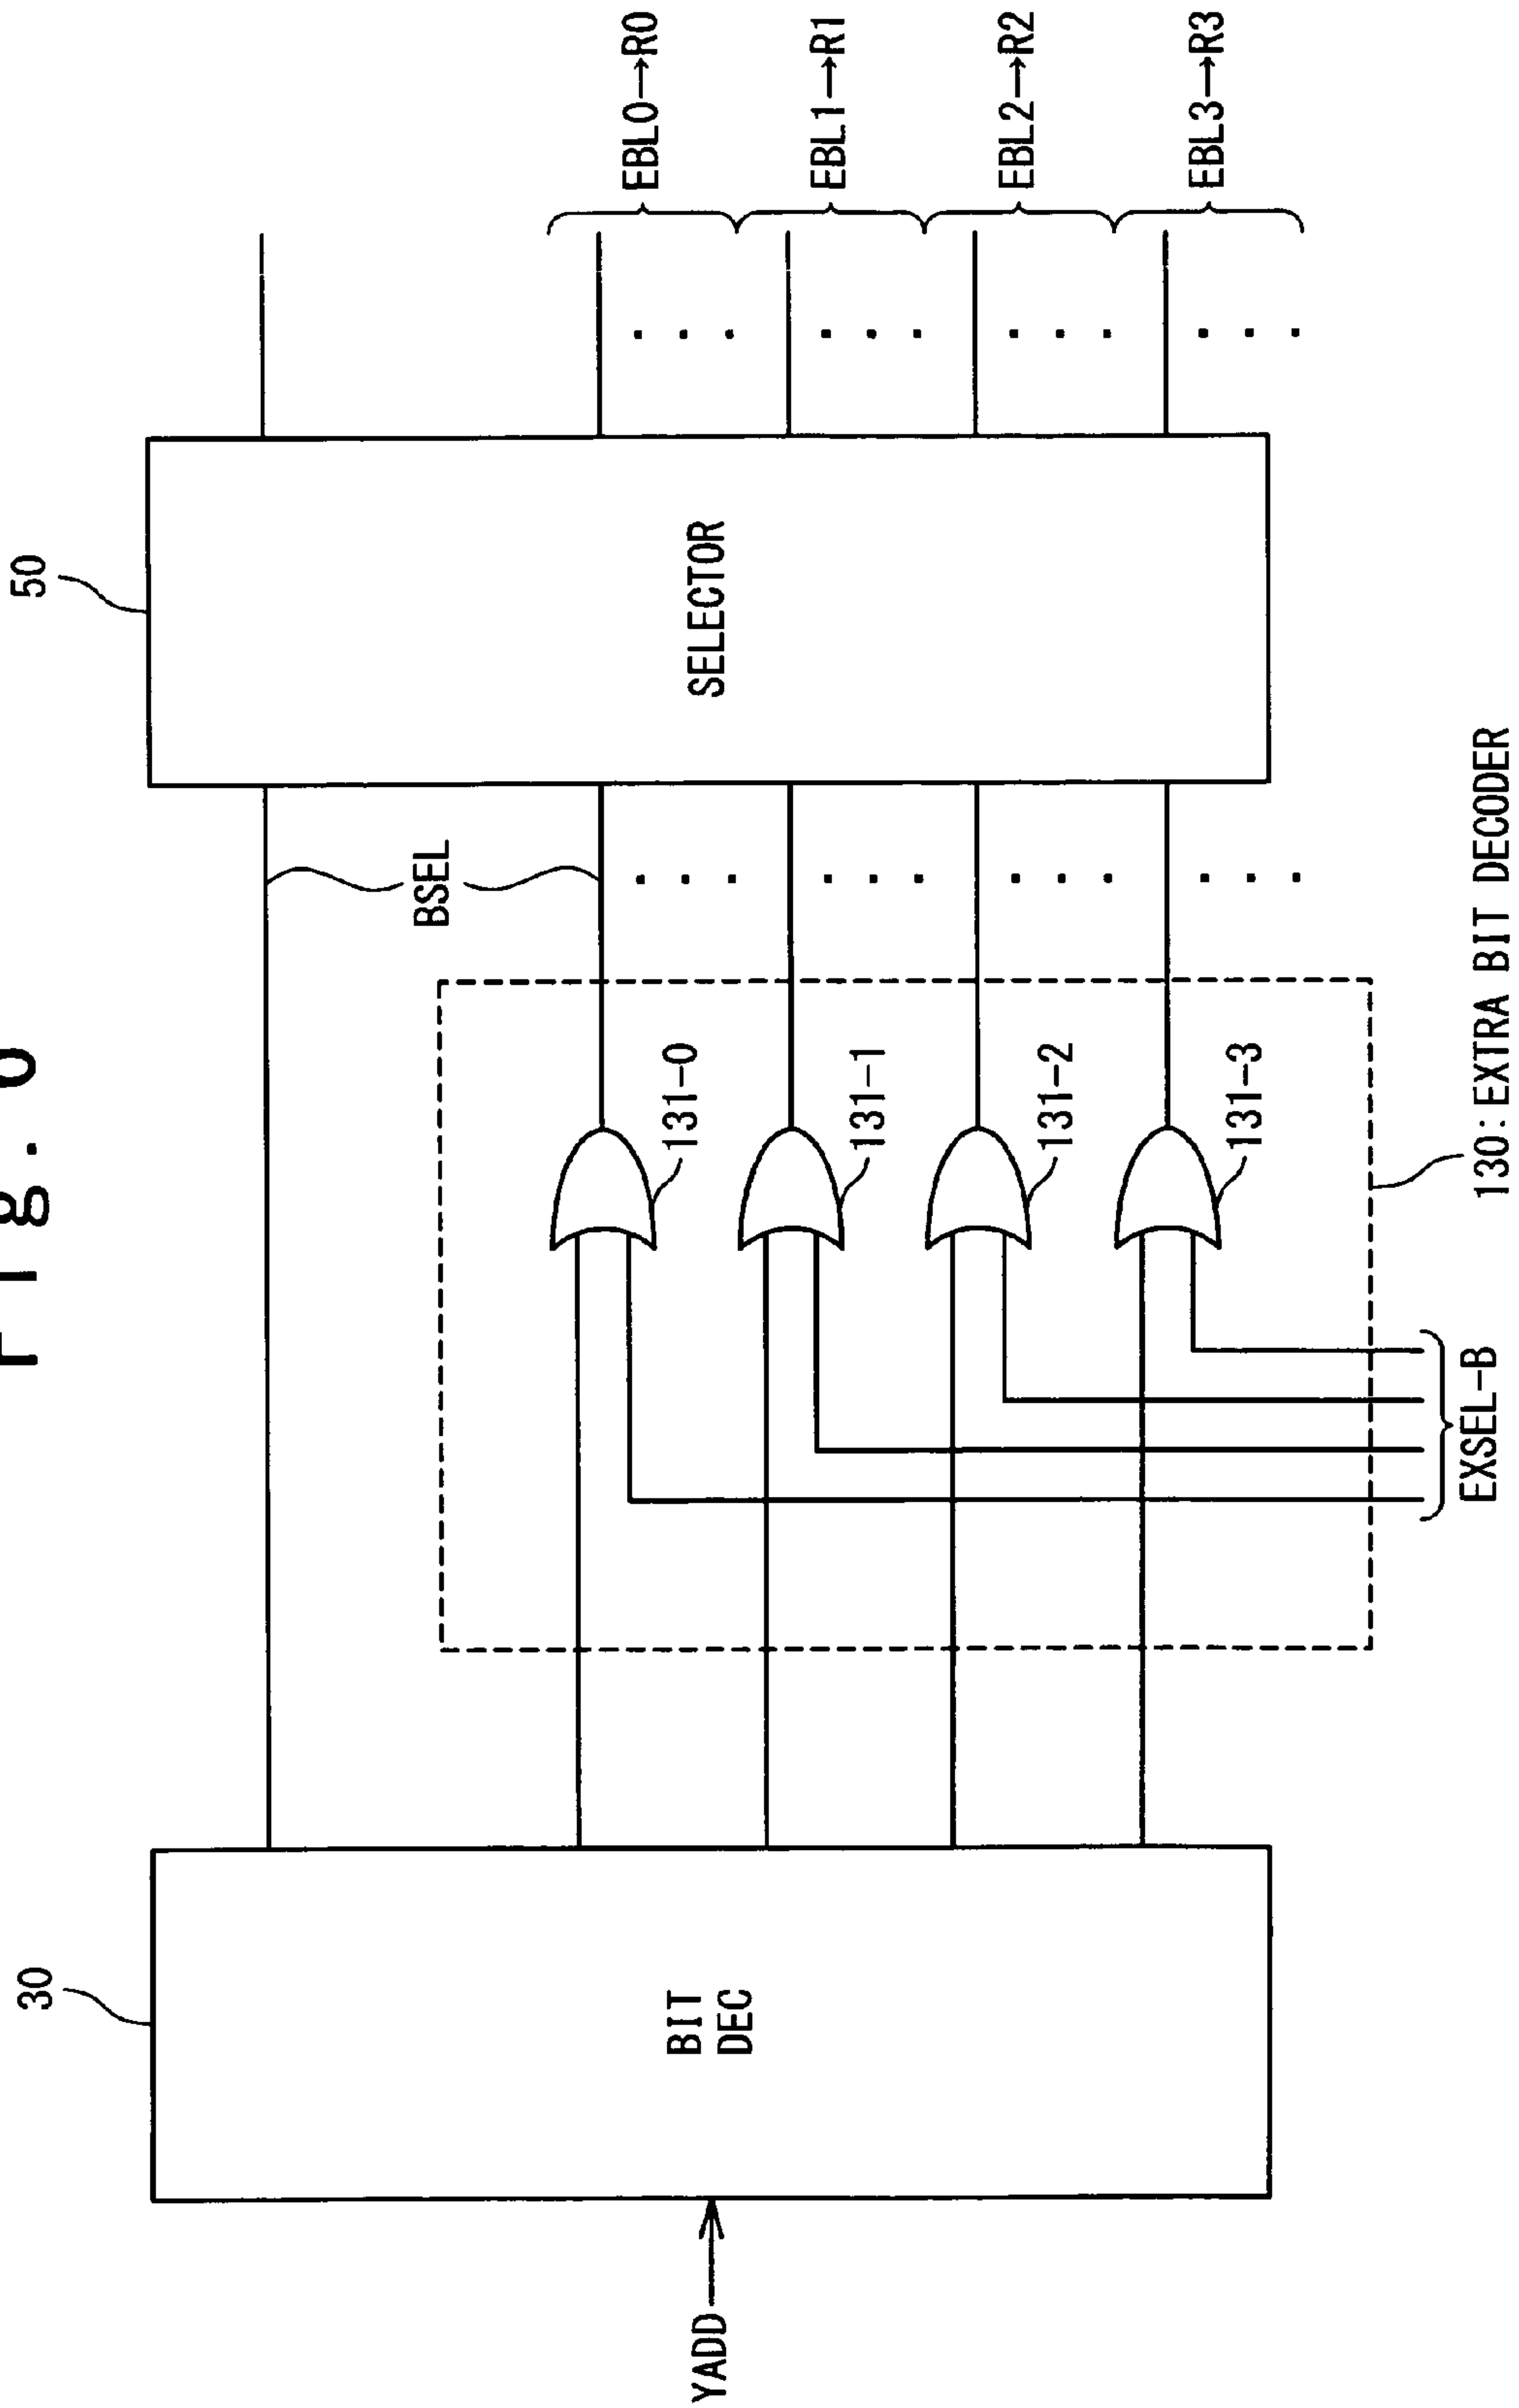 Fig.
30
50
YADD
BIT
DEC
SELECTOR
BSEL
131-0
131-1
131-2
131-3
EBL0→R0
EBL1→R1
EBL2→R2
EBL3→R3
EXSEL-B
130:EXTRA BIT DECODER